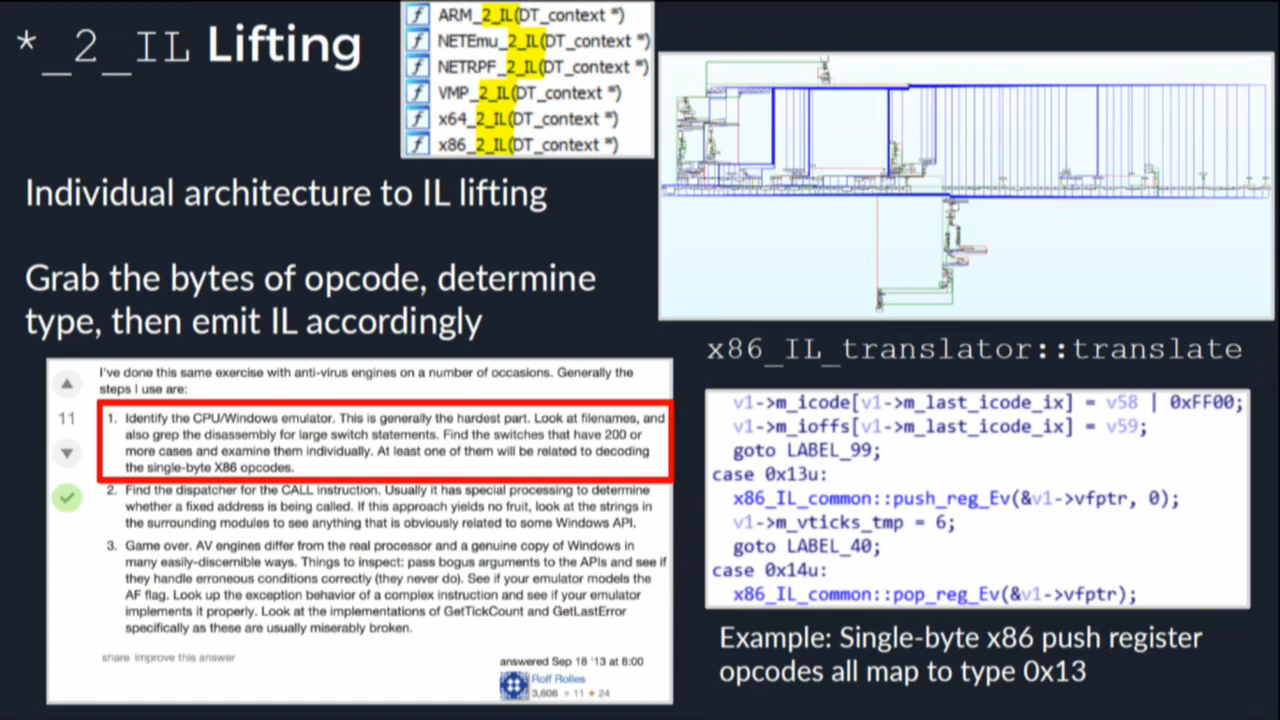 *_2_IL Lifting
ARM_2_IL(DT_context *)
NETEmu_2_IL(DT_context *)
NETRPF_2_IL(DT_context *)
VMP_2_IL(DT_context *)
x64_2_IL(DT_context *)
x86_2_IL(DT_context *)
Individual architecture to IL lifting
Grab the bytes of opcode, determine
type, then emit IL accordingly
I've done this same exercise with anti-virus engines on a number of occasions. Generally the
steps I use are:
11
1. Identify the CPU/Windows emulator. This is generally the hardest part. Look at filenames, and
also grep the disassembly for large switch statements. Find the switches that have 200 or
more cases and examine them individually. At least one of them will be related to decoding
the single-byte X86 opcodes.
2. Find the dispatcher for the CALL instruction. Usually it has special processing to determine
whether a fixed address is being called. If this approach yields no fruit, look at the strings in
the surrounding modules to see anything that is obviously related to some Windows API.
3. Game over. AV engines differ from the real processor and a genuine copy of Windows in
many easily-discernible ways. Things to inspect: pass bogus arguments to the APIs and see if
they handle erroneous conditions correctly (they never do). See if your emulator models the
AF flag. Look up the exception behavior of a complex instruction and see if your emulator
implements it properly. Look at the implementations of GetTickCount and GetLastError
specifically as these are usually miserably broken.
share improve this answer
answered Sep 18 '13 at 6:00
Rolf Rolles
3,608 11 24
x86_IL_translator::translate
v1->m_icode[v1->m_last_icode_ix] = v58 | 0xFF00;
v1->m_ioffs[v1->m_last_icode_ix] = v59;
goto LABEL_99;
case 0x13u:
x86_IL_common::push_reg_Ev(&v1->vfptr, 0);
v1->m_vticks_tmp = 6;
goto LABEL_40;
case 0x14u:
x86_IL_common::pop_reg_Ev(&v1->vfptr);
Example: Single-byte x86 push register
opcodes all map to type 0x13